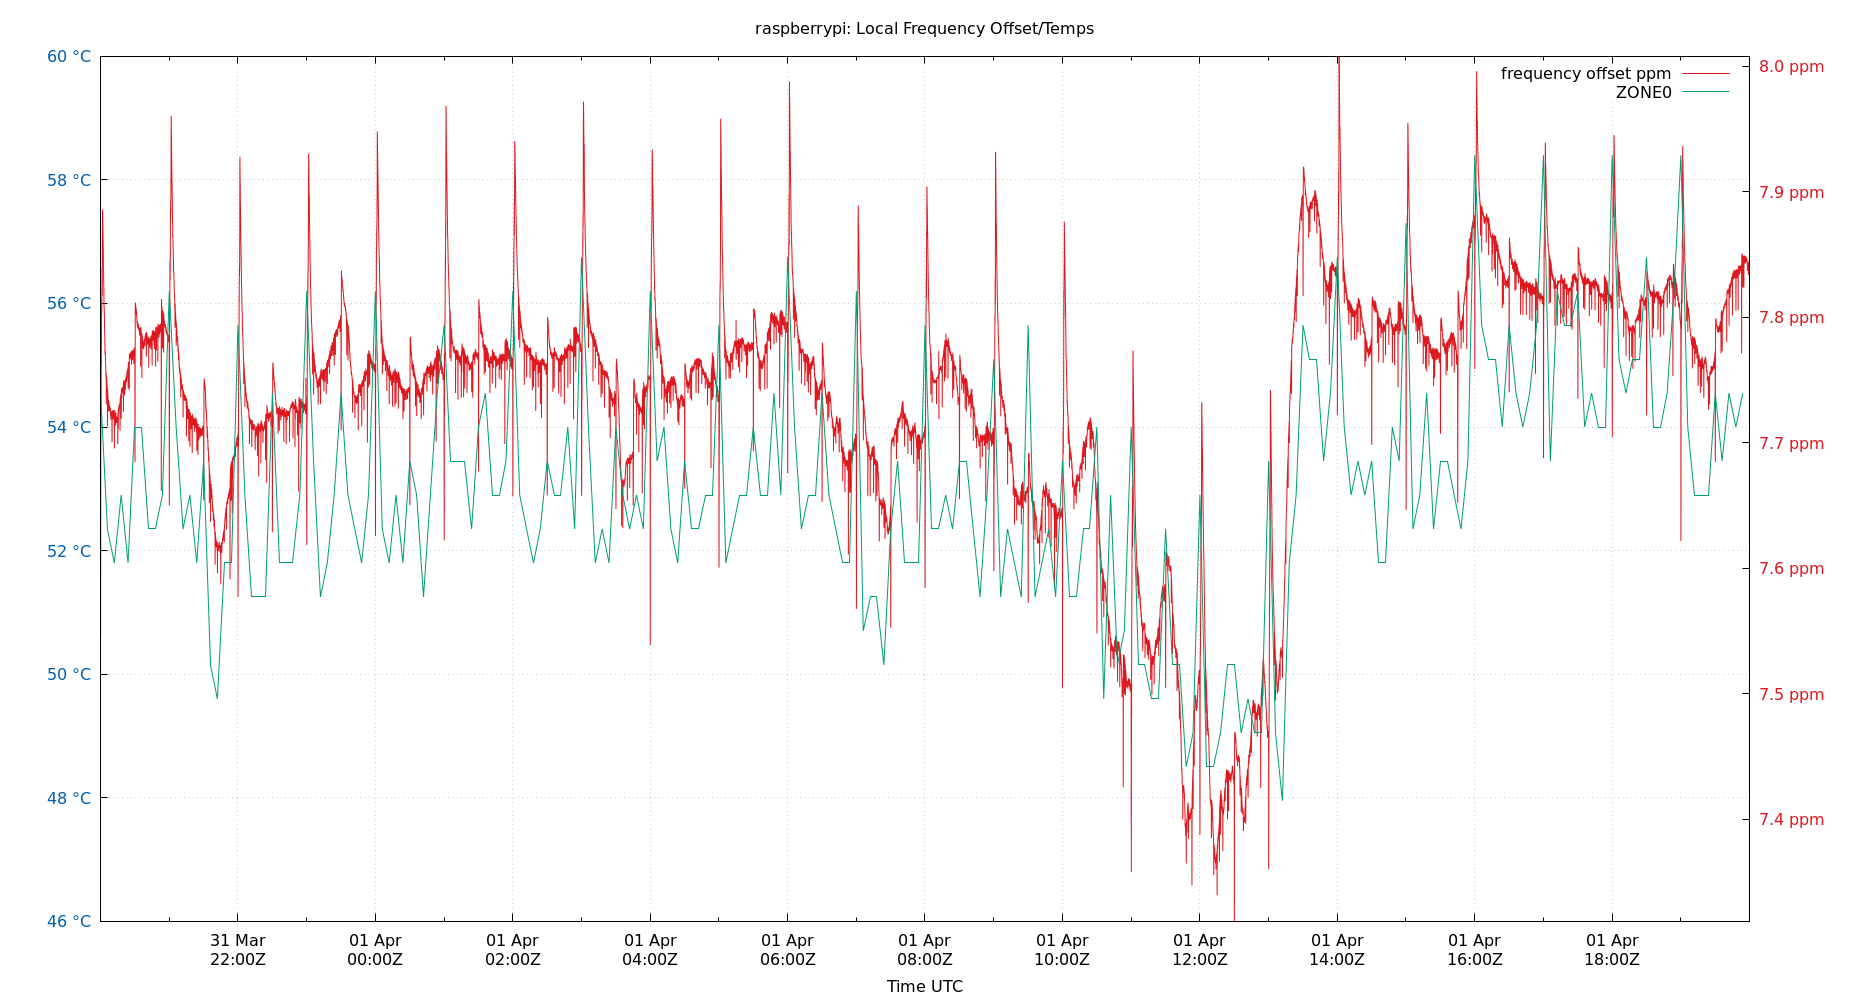 raspberrypi: Local Frequency Offset/Temps
60 °C
58 °C
56 °C
54 °C
52 °C
50 °C
48 °C
46 °C
frequency offset ppm
ZONE0
8.0 ppm
7.9 ppm
7.8 ppm
7.7 ppm
7.6 ppm
7.5 ppm
7.4 ppm
31 Mar
22:00Z
01 Apr
00:00Z
01 Apr
02:00Z
01 Apr
04:00Z
01 Apr
06:00Z
01 Apr
08:00Z
01 Apr
10:00Z
01 Apr
12:00Z
01 Apr
14:00Z
01 Apr
16:00Z
01 Apr
18:00Z
Time UTC